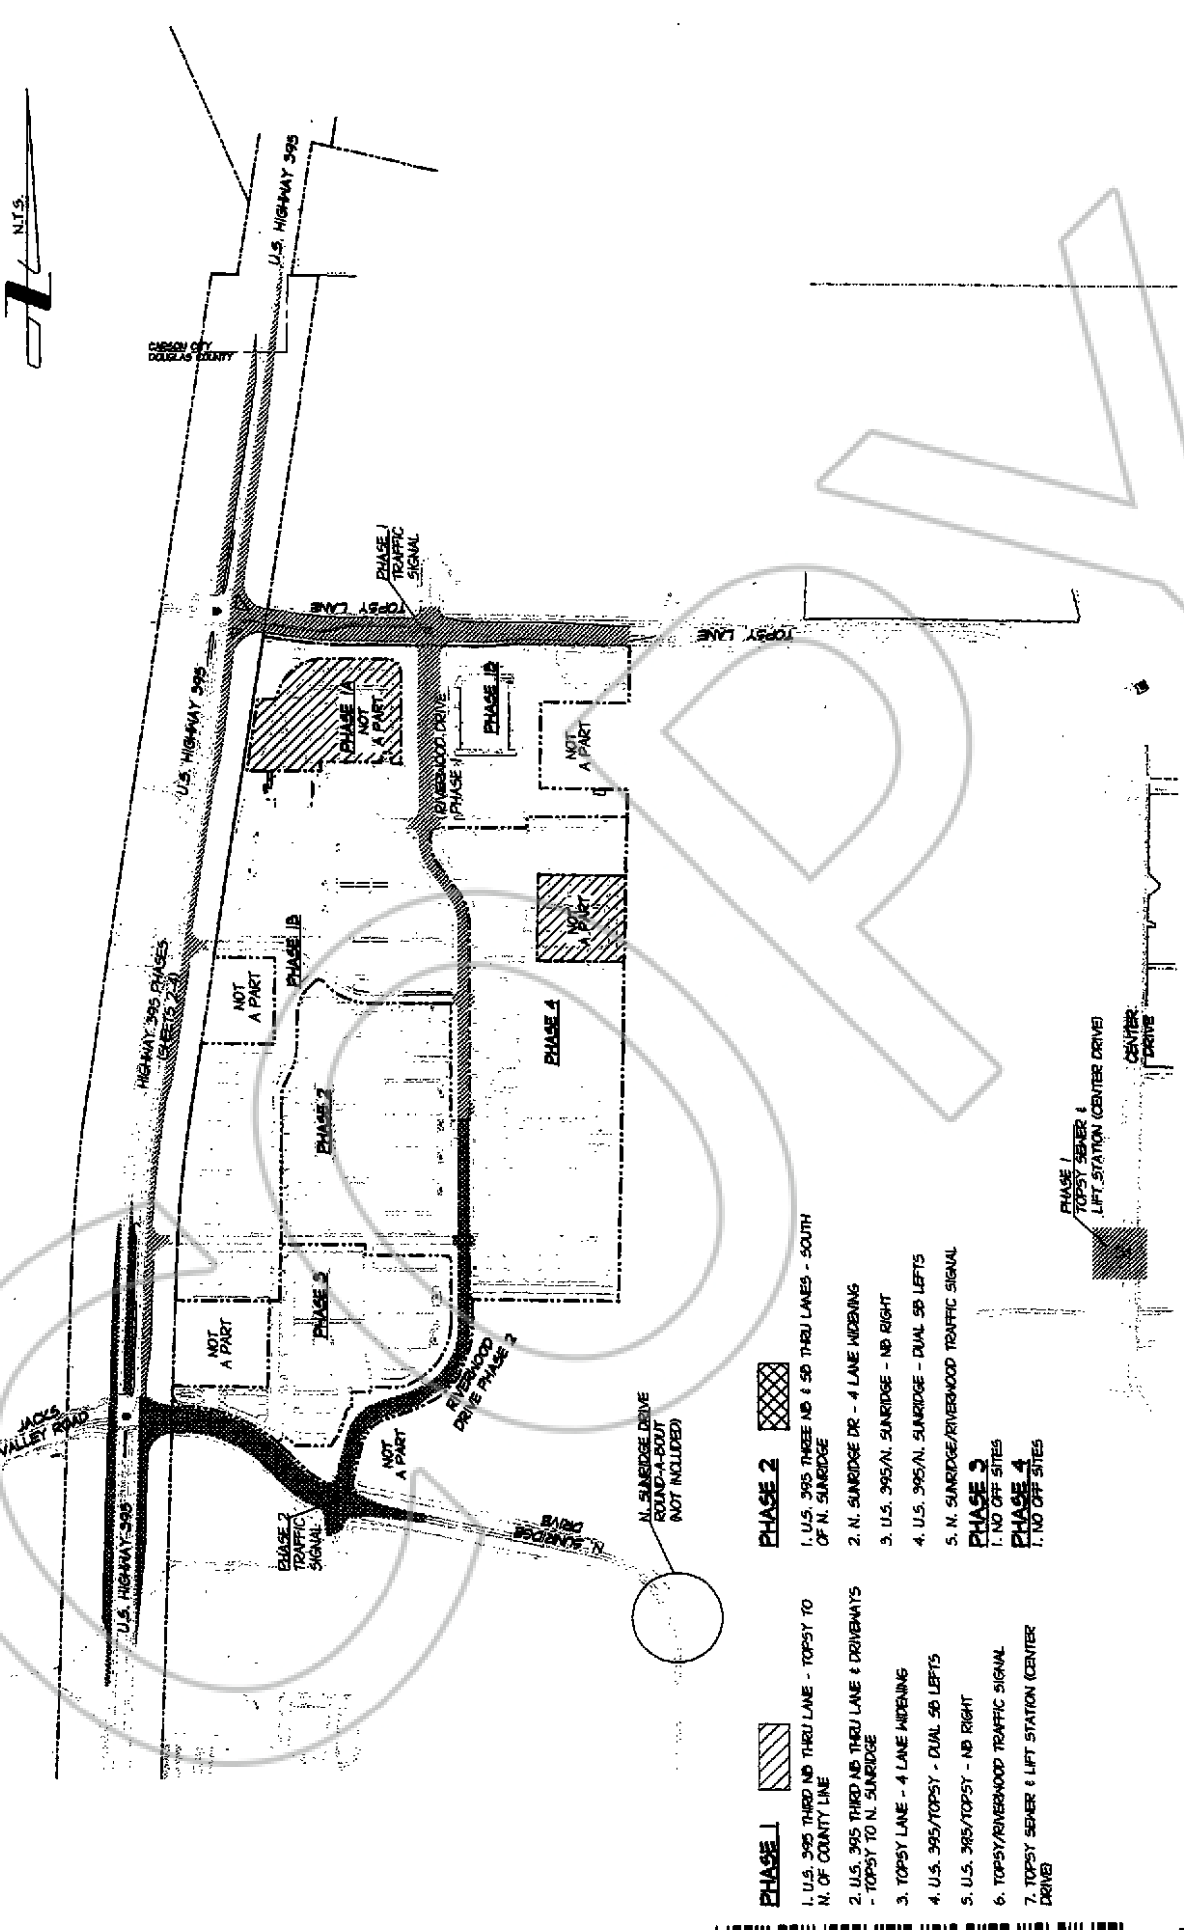 N.T.S.
U.S. HIGHWAY 395
CARSON CITY
DOUGLAS COUNTY
PHASE 1
TRAFFIC
SIGNAL
TOPSY LANE
TOPSY LANE
U.S. HIGHWAY 395
PHASE 1A
NOT
A PART
RIVERWOOD DRIVE
PHASE 1
PHASE 1B
NOT
A PART
HIGHWAY 395 PHASES
(SHEETS 2-4)
NOT
A PART
PHASE 1B
NOT
A PART
PHASE 2
PHASE 4
NOT
A PART
PHASE 3
JACKS
VALLEY ROAD
RIVERWOOD
DRIVE PHASE 2
NOT
A PART
U.S. HIGHWAY 395
PHASE 2
TRAFFIC
SIGNAL
N. SUNRIDGE
DRIVE
N. SUNRIDGE DRIVE
ROUND-A-BOUT
(NOT INCLUDED)
CENTER
DRIVE
PHASE 1
TOPSY SEWER &
LIFT STATION (CENTER DRIVE)
PHASE 1
1. U.S. 395 THIRD NB THRU LANE - TOPSY TO
N. OF COUNTY LINE
2. U.S. 395 THIRD NB THRU LANE & DRIVEWAYS
- TOPSY TO N. SUNRIDGE
3. TOPSY LANE - 4 LANE WIDENING
4. U.S. 395/TOPSY - DUAL SB LEFTS
5. U.S. 395/TOPSY - NB RIGHT
6. TOPSY/RIVERWOOD TRAFFIC SIGNAL
7. TOPSY SEWER & LIFT STATION (CENTER
DRIVE)
PHASE 2
1. U.S. 395 THREE NB & SB THRU LANES - SOUTH
OF N. SUNRIDGE
2. N. SUNRIDGE DR - 4 LANE WIDENING
3. U.S. 395/N. SUNRIDGE - NB RIGHT
4. U.S. 395/N. SUNRIDGE - DUAL SB LEFTS
5. N. SUNRIDGE/RIVERWOOD TRAFFIC SIGNAL
PHASE 3
1. NO OFF SITES
PHASE 4
1. NO OFF SITES
COPY